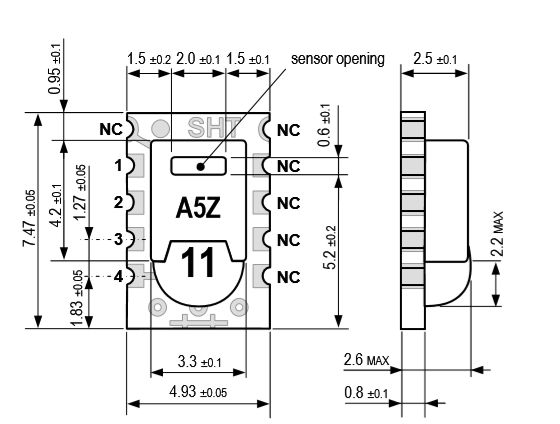 1.5 ±0.2 2.0 ±0.1 1.5 ±0.1 sensor opening 2.5 ±0.1
0.95 ±0.1
NC SHT NC
0.6 ±0.1
1 NC
2 A5Z NC
3 NC
4 11 NC
7.47 ±0.05
4.2 ±0.1
1.27 ±0.05
1.83 ±0.05
5.2 ±0.2
2.2 MAX
3.3 ±0.1 2.6 MAX
4.93 ±0.05 0.8 ±0.1